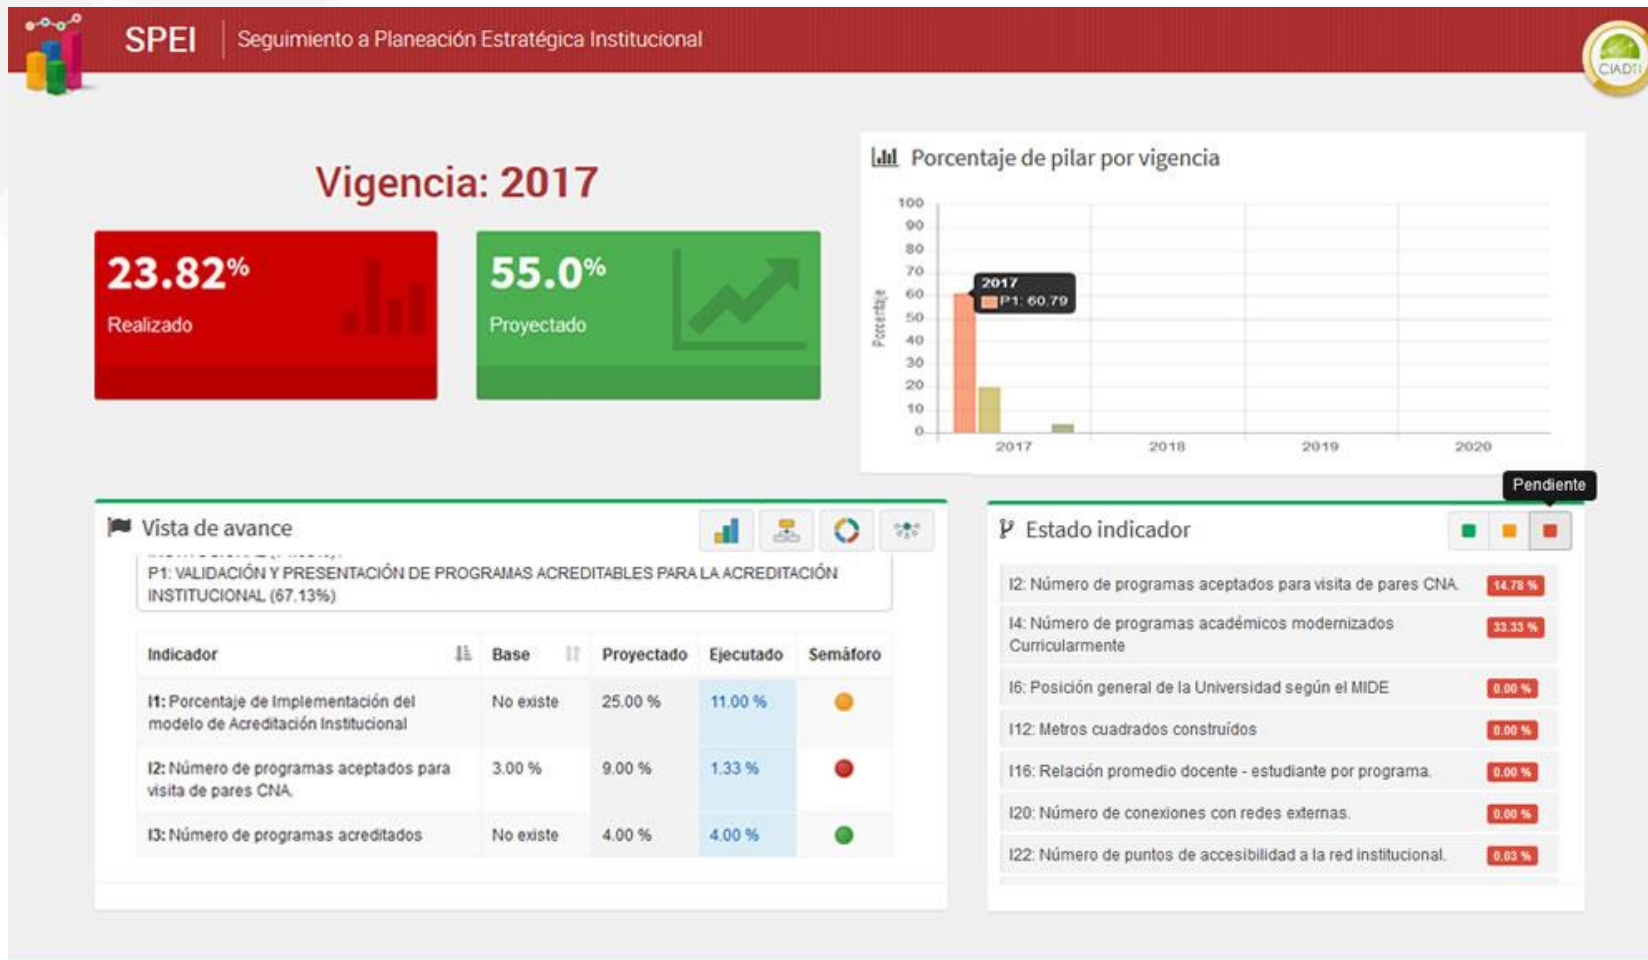 SPEI
Seguimiento a Planeación Estratégica Institucional
CIADTI
Vigencia: 2017
23.82%
Realizado
55.0%
Proyectado
Porcentaje de pilar por vigencia
Porcentaje
100
90
80
70
60
50
40
30
20
10
0
2017
P1: 60.79
2017
2018
2019
2020
Vista de avance
P1: VALIDACIÓN Y PRESENTACIÓN DE PROGRAMAS ACREDITABLES PARA LA ACREDITACIÓN
INSTITUCIONAL (67.13%)
Indicador Base Proyectado Ejecutado Semáforo
I1: Porcentaje de Implementación del
modelo de Acreditación Institucional
No existe 25.00 % 11.00 %
I2: Número de programas aceptados para
visita de pares CNA.
3.00 % 9.00 % 1.33 %
I3: Número de programas acreditados No existe 4.00 % 4.00 %
Pendiente
Estado indicador
I2: Número de programas aceptados para visita de pares CNA. 14.78 %
I4: Número de programas académicos modernizados
Curricularmente
33.33 %
I6: Posición general de la Universidad según el MIDE 0.00 %
I12: Metros cuadrados construídos 0.00 %
I16: Relación promedio docente - estudiante por programa. 0.00 %
I20: Número de conexiones con redes externas. 0.00 %
I22: Número de puntos de accesibilidad a la red institucional. 0.03 %